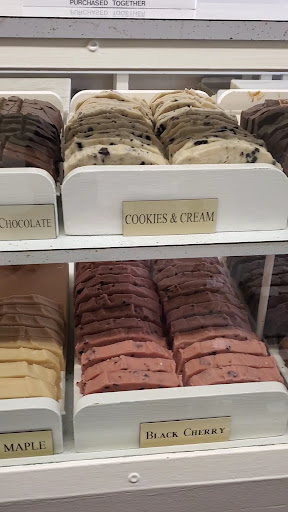 PURCHASED TOGETHER
CHOCOLATE
COOKIES & CREAM
MAPLE
BLACK CHERRY